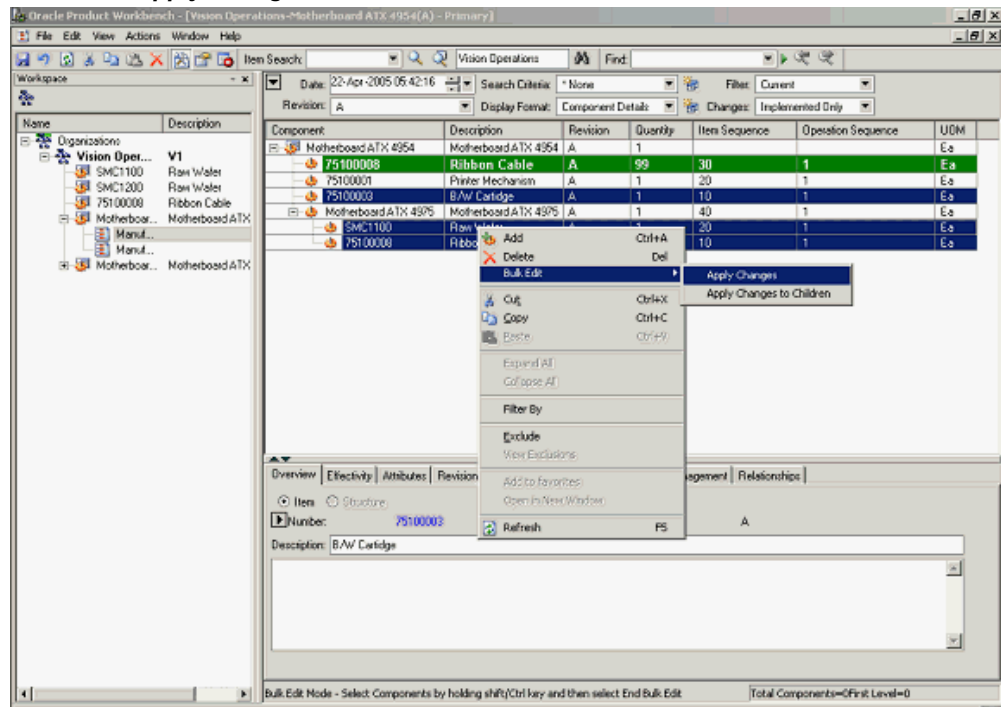 Oracle Product Workbench - [Vision Operations-Motherboard ATX 4954(A) - Primary]
File Edit View Actions Window Help
Item Search: Vision Operations Find:
Workspace
Name Description
Organizations
Vision Oper... V1
SMC1100 Raw Wafer
SMC1200 Raw Wafer
75100008 Ribbon Cable
Motherboar... Motherboard ATX
Manuf...
Manuf...
Motherboar... Motherboard ATX
Date: 22-Apr-2005 05:42:16 Search Criteria: * None Filter: Current
Revision: A Display Format: Component Details Changes: Implemented Only
Component Description Revision Quantity Item Sequence Operation Sequence UOM
Motherboard ATX 4954 Motherboard ATX 4954 A 1 Ea
75100008 Ribbon Cable A 99 30 1 Ea
75100001 Printer Mechanism A 1 20 1 Ea
75100003 B/W Cartidge A 1 10 1 Ea
Motherboard ATX 4975 Motherboard ATX 4975 A 1 40 1 Ea
SMC1100 Raw 1 20 1 Ea
75100008 Ribbo 1 10 1 Ea
Add Ctrl+A
Delete Del
Bulk Edit
Apply Changes
Apply Changes to Children
Cut Ctrl+X
Copy Ctrl+C
Paste Ctrl+V
Expand All
Collapse All
Filter By
Exclude
View Exclusions
Add to favorites
Open in New Window
Refresh F5
Overview Effectivity Attributes Revision agement Relationships
Item Structure
Number: 75100003 A
Description: B/W Cartidge
Bulk Edit Mode - Select Components by holding shift/Ctrl key and then select End Bulk Edit Total Components=0First Level=0